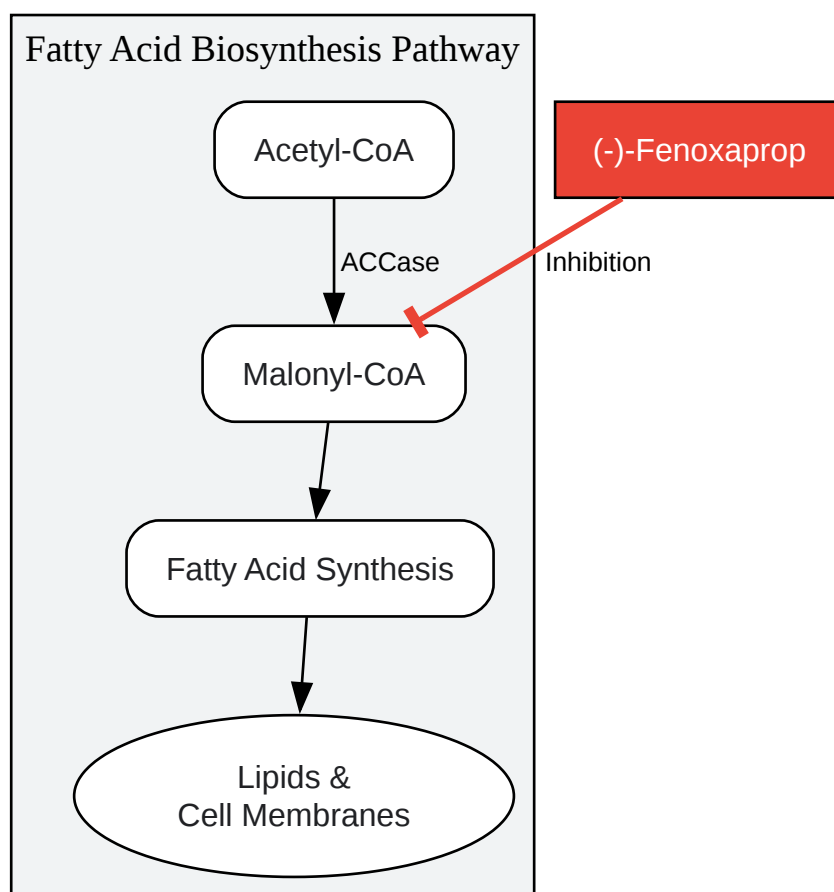 Fatty Acid Biosynthesis Pathway
Acetyl-CoA
(-)-Fenoxaprop
ACCase
Inhibition
Malonyl-CoA
Fatty Acid Synthesis
Lipids &
Cell Membranes